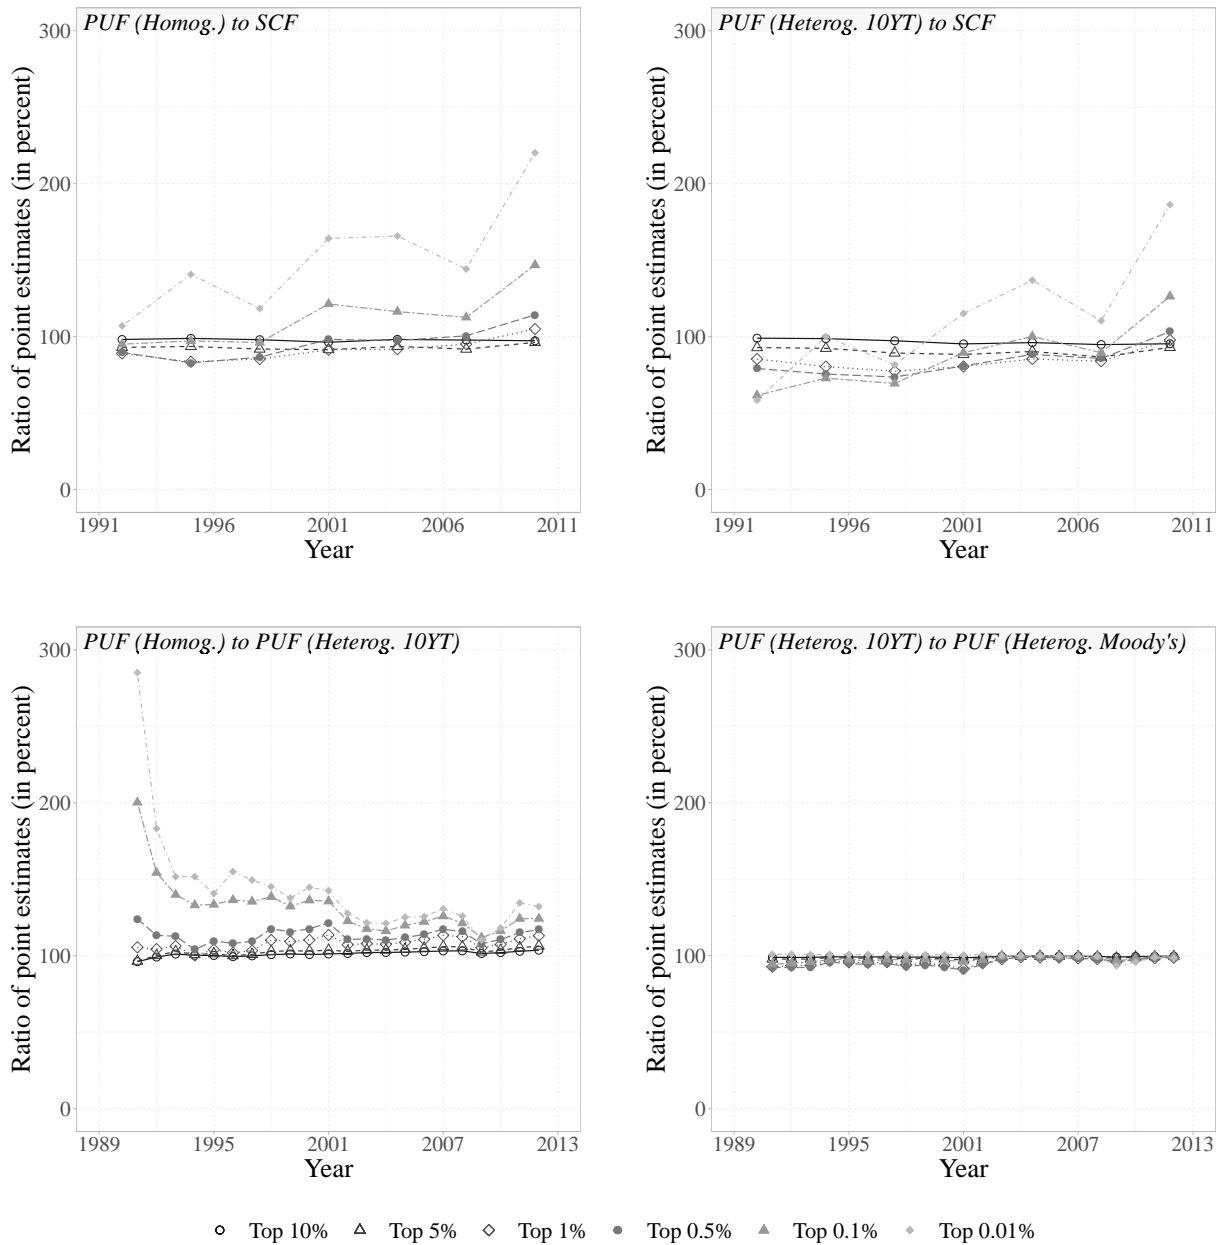 PUF (Homog.) to SCF
300
200
100
0
Ratio of point estimates (in percent)
1991 1996 2001 2006 2011
Year
PUF (Heterog. 10YT) to SCF
300
200
100
0
Ratio of point estimates (in percent)
1991 1996 2001 2006 2011
Year
PUF (Homog.) to PUF (Heterog. 10YT)
300
200
100
0
Ratio of point estimates (in percent)
1989 1995 2001 2007 2013
Year
PUF (Heterog. 10YT) to PUF (Heterog. Moody's)
300
200
100
0
Ratio of point estimates (in percent)
1989 1995 2001 2007 2013
Year
Top 10% Top 5% Top 1% Top 0.5% Top 0.1% Top 0.01%